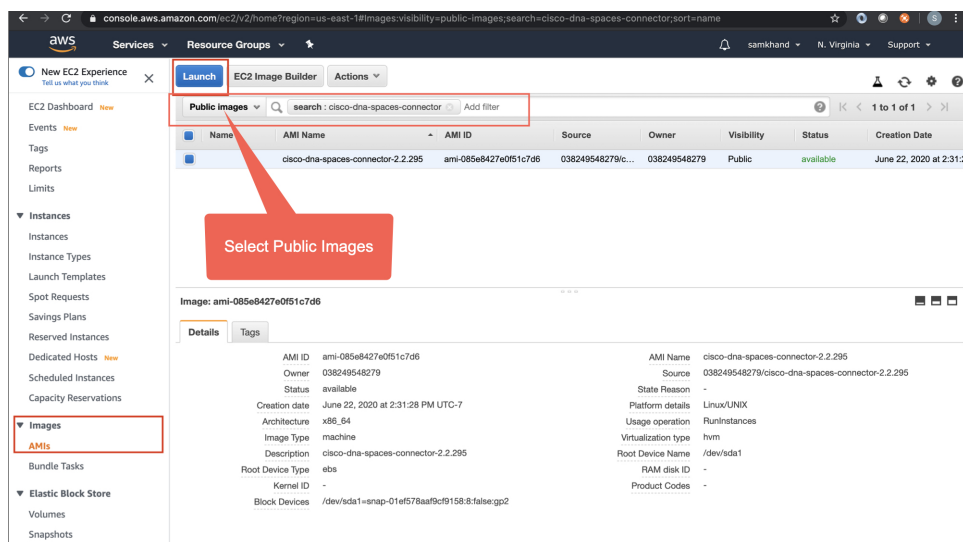 console.aws.amazon.com/ec2/v2/home?region=us-east-1#Images:visibility=public-images;search=cisco-dna-spaces-connector;sort=name
S
aws Services Resource Groups samkhand N. Virginia Support
New EC2 Experience
Tell us what you think
EC2 Dashboard New
Events New
Tags
Reports
Limits
Instances
Instances
Instance Types
Launch Templates
Spot Requests
Savings Plans
Reserved Instances
Dedicated Hosts New
Scheduled Instances
Capacity Reservations
Images
AMIs
Bundle Tasks
Elastic Block Store
Volumes
Snapshots
Launch EC2 Image Builder Actions
Public images search : cisco-dna-spaces-connector Add filter 1 to 1 of 1
Name AMI Name AMI ID Source Owner Visibility Status Creation Date
cisco-dna-spaces-connector-2.2.295 ami-085e8427e0f51c7d6 038249548279/c... 038249548279 Public available June 22, 2020 at 2:31:
Select Public Images
Image: ami-085e8427e0f51c7d6
Details Tags
AMI ID ami-085e8427e0f51c7d6
Owner 038249548279
Status available
Creation date June 22, 2020 at 2:31:28 PM UTC-7
Architecture x86_64
Image Type machine
Description cisco-dna-spaces-connector-2.2.295
Root Device Type ebs
Kernel ID -
Block Devices /dev/sda1=snap-01ef578aaf9cf9158:8:false:gp2
AMI Name cisco-dna-spaces-connector-2.2.295
Source 038249548279/cisco-dna-spaces-connector-2.2.295
State Reason -
Platform details Linux/UNIX
Usage operation RunInstances
Virtualization type hvm
Root Device Name /dev/sda1
RAM disk ID -
Product Codes -